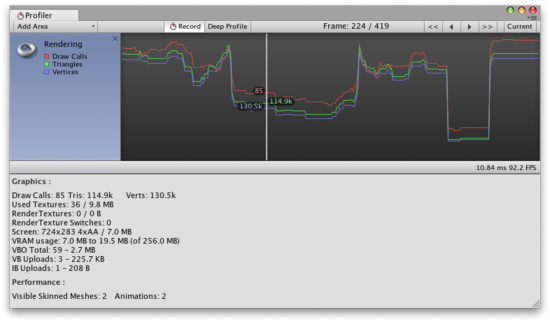 Profiler
Add Area
Record
Deep Profile
Frame: 224 / 419
<<
>>
Current
Rendering
Draw Calls
Triangles
Vertices
85
114.9k
130.5k
10.84 ms 92.2 FPS
Graphics :
Draw Calls: 85 Tris: 114.9k Verts: 130.5k
Used Textures: 36 / 9.8 MB
RenderTextures: 0 / 0 B
RenderTexture Switches: 0
Screen: 724x283 4xAA / 7.0 MB
VRAM usage: 7.0 MB to 19.5 MB (of 256.0 MB)
VBO Total: 59 - 2.7 MB
VB Uploads: 3 - 225.7 KB
IB Uploads: 1 - 208 B
Performance :
Visible Skinned Meshes: 2 Animations: 2